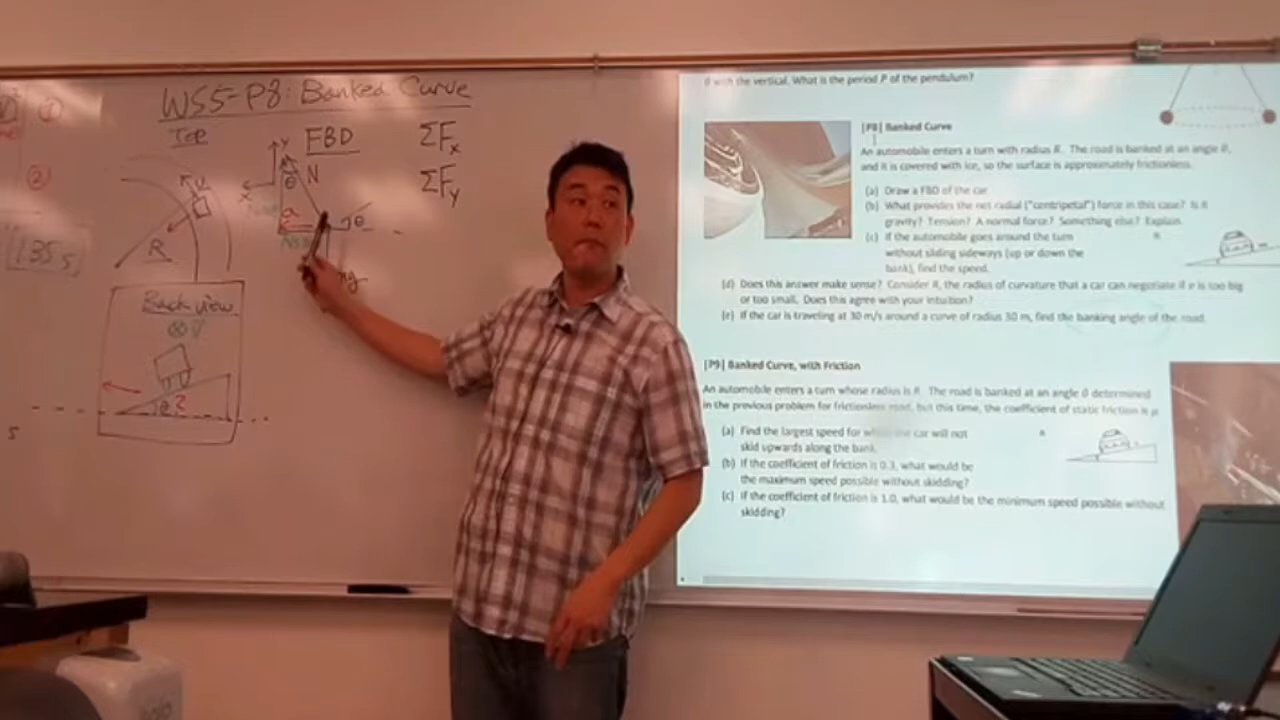 WS5-P8: Banked Curve
Top
FBD
ΣFx
ΣFy
y
x
θ
N
a
θ
mg
v
R
135 s
②
Back view
θ
5
θ with the vertical. What is the period P of the pendulum?
[P8] Banked Curve
An automobile enters a turn with radius R. The road is banked at an angle θ,
and it is covered with ice, so the surface is approximately frictionless.
(a) Draw a FBD of the car
(b) What provides the net radial ("centripetal") force in this case? Is it
gravity? Tension? A normal force? Something else? Explain.
(c) If the automobile goes around the turn
without sliding sideways (up or down the
bank), find the speed.
(d) Does this answer make sense? Consider R, the radius of curvature that a car can negotiate if v is too big
or too small. Does this agree with your intuition?
(e) If the car is traveling at 30 m/s around a curve of radius 30 m, find the banking angle of the road.
[P9] Banked Curve, with Friction
An automobile enters a turn whose radius is R. The road is banked at an angle θ determined
in the previous problem for frictionless road, but this time, the coefficient of static friction is μ
(a) Find the largest speed for which the car will not
skid upwards along the bank.
(b) If the coefficient of friction is 0.3, what would be
the maximum speed possible without skidding?
(c) If the coefficient of friction is 1.0, what would be the minimum speed possible without
skidding?